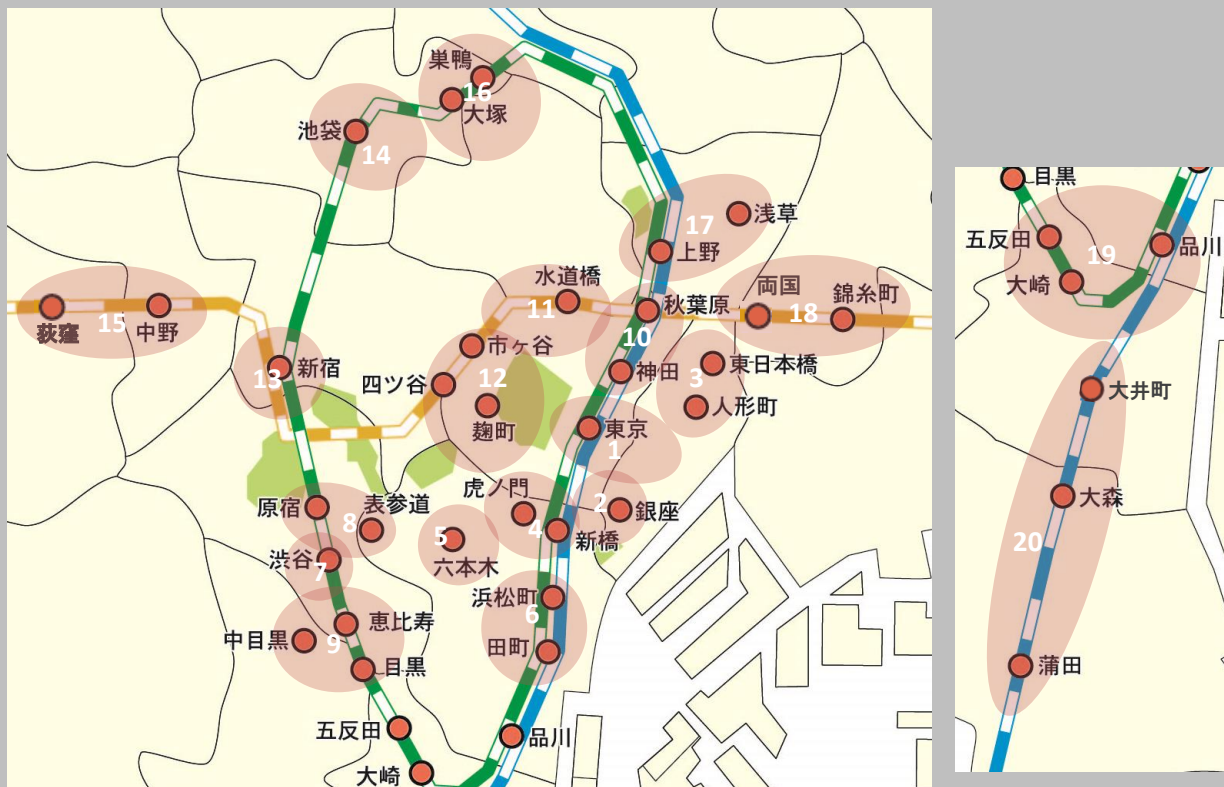 巣鴨
16
大塚
池袋
14
浅草
17
上野
水道橋
両国
錦糸町
秋葉原
11
18
荻窪
15
中野
10
市ヶ谷
新宿
13
四ツ谷
12
神田
東日本橋
3
人形町
麹町
東京
1
虎ノ門
2
銀座
原宿
表参道
8
5
4
新橋
六本木
渋谷
7
浜松町
6
恵比寿
中目黒
9
田町
目黒
五反田
品川
大崎
目黒
五反田
品川
19
大崎
大井町
大森
20
蒲田